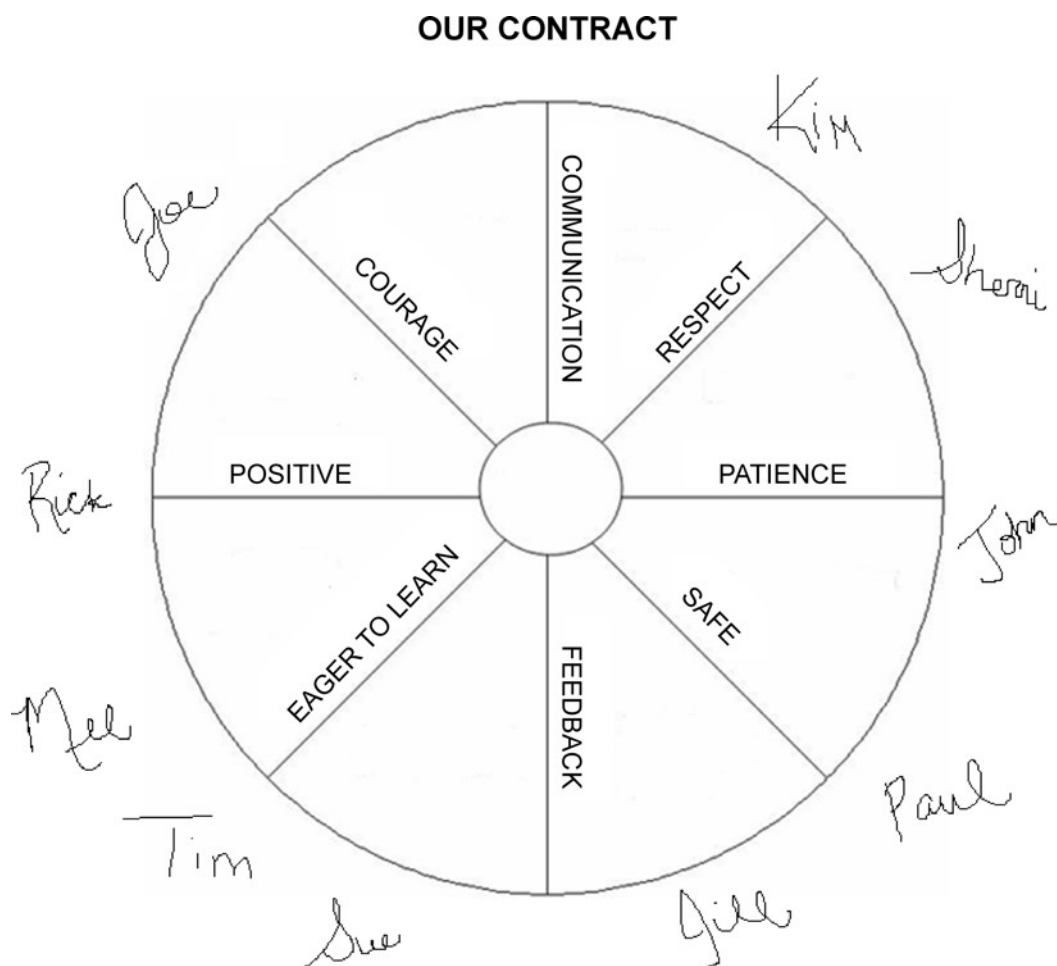 OUR CONTRACT
Kim
Joe
COMMUNICATION
COURAGE
RESPECT
Sherri
POSITIVE
PATIENCE
Rick
John
EAGER TO LEARN
SAFE
FEEDBACK
Paul
Tim
Sue
Jill